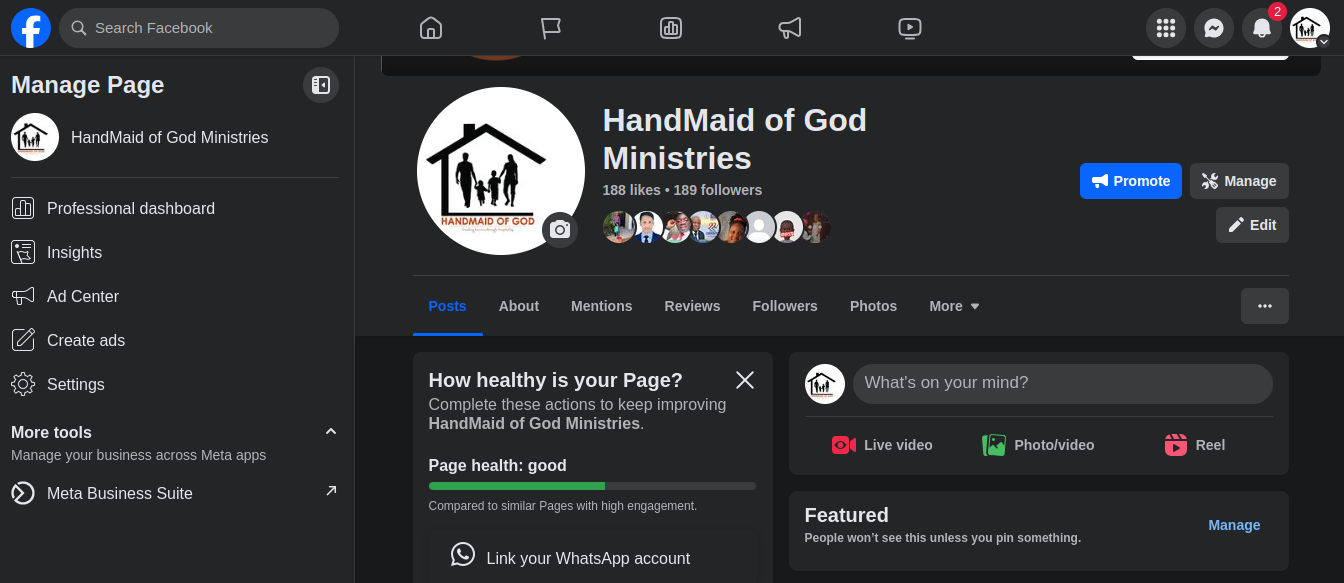 Search Facebook
2
Manage Page
HandMaid of God Ministries
Professional dashboard
Insights
Ad Center
Create ads
Settings
More tools
Manage your business across Meta apps
Meta Business Suite
HANDMAID OF GOD
HandMaid of God
Ministries
188 likes • 189 followers
Promote
Manage
Edit
Posts
About
Mentions
Reviews
Followers
Photos
More
How healthy is your Page?
Complete these actions to keep improving
HandMaid of God Ministries.
Page health: good
Compared to similar Pages with high engagement.
Link your WhatsApp account
What's on your mind?
Live video
Photo/video
Reel
Featured
Manage
People won’t see this unless you pin something.